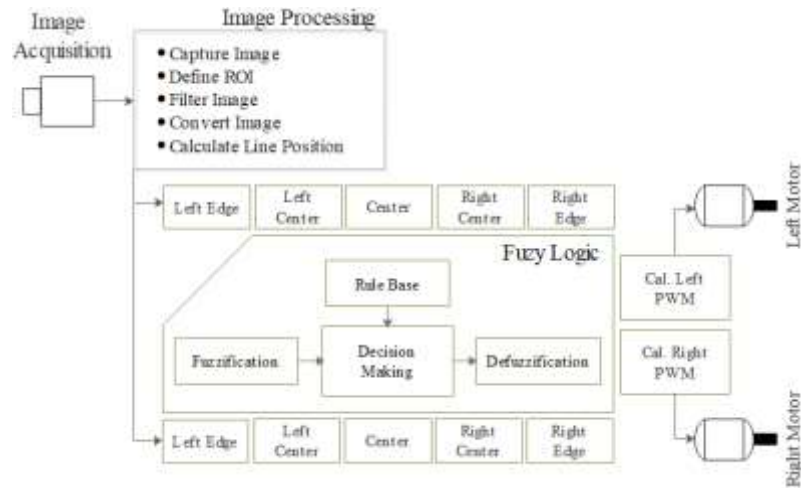 Image Processing
Image
Acquisition
• Capture Image
• Define ROI
• Filter Image
• Convert Image
• Calculate Line Position
Left Edge
Left
Center
Center
Right
Center
Right
Edge
Left Motor
Fuzy Logic
Rule Base
Cal. Left
PWM
Fuzzification
Decision
Making
Defuzzification
Cal. Right
PWM
Left Edge
Left
Center
Center
Right
Center
Right
Edge
Right Motor